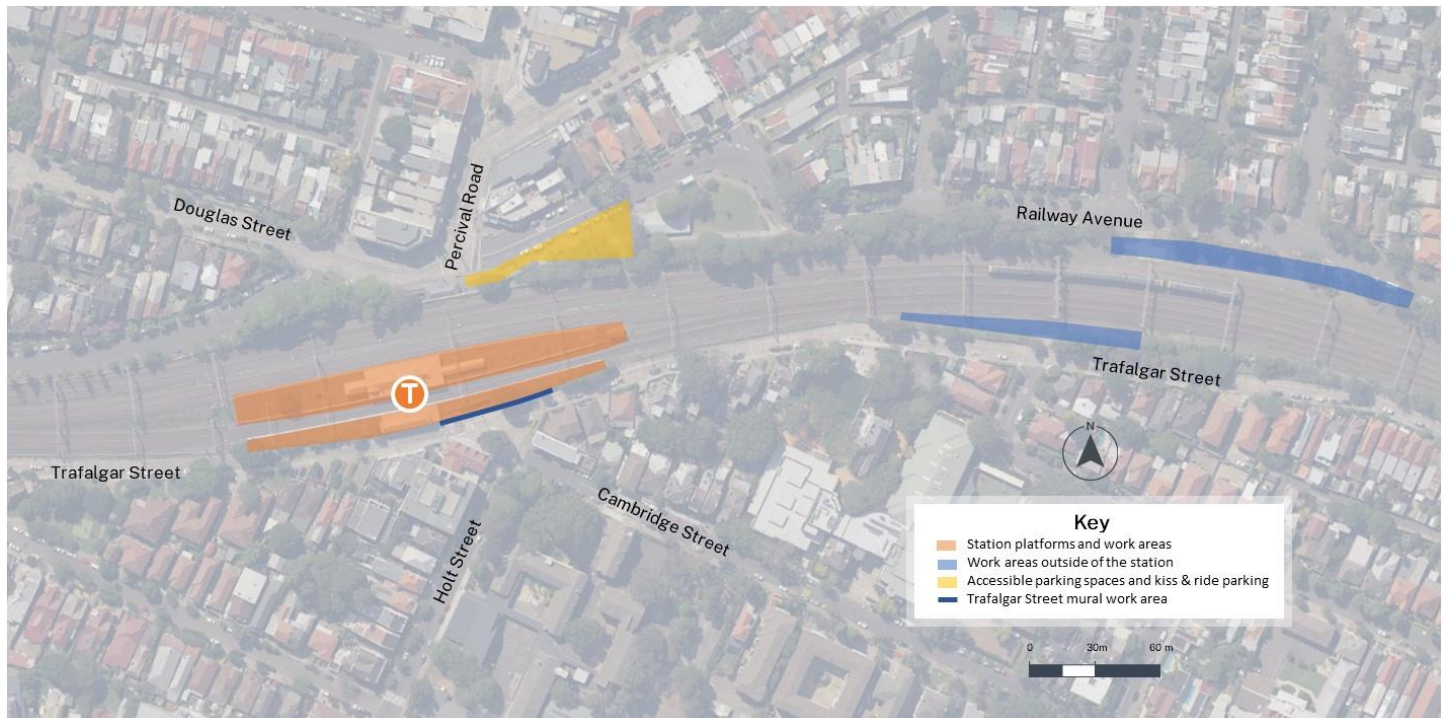 Percival Road
Douglas Street
Railway Avenue
T
Trafalgar Street
Trafalgar Street
N
Cambridge Street
Holt Street
Key
Station platforms and work areas
Work areas outside of the station
Accessible parking spaces and kiss & ride parking
Trafalgar Street mural work area
0 30m 60 m